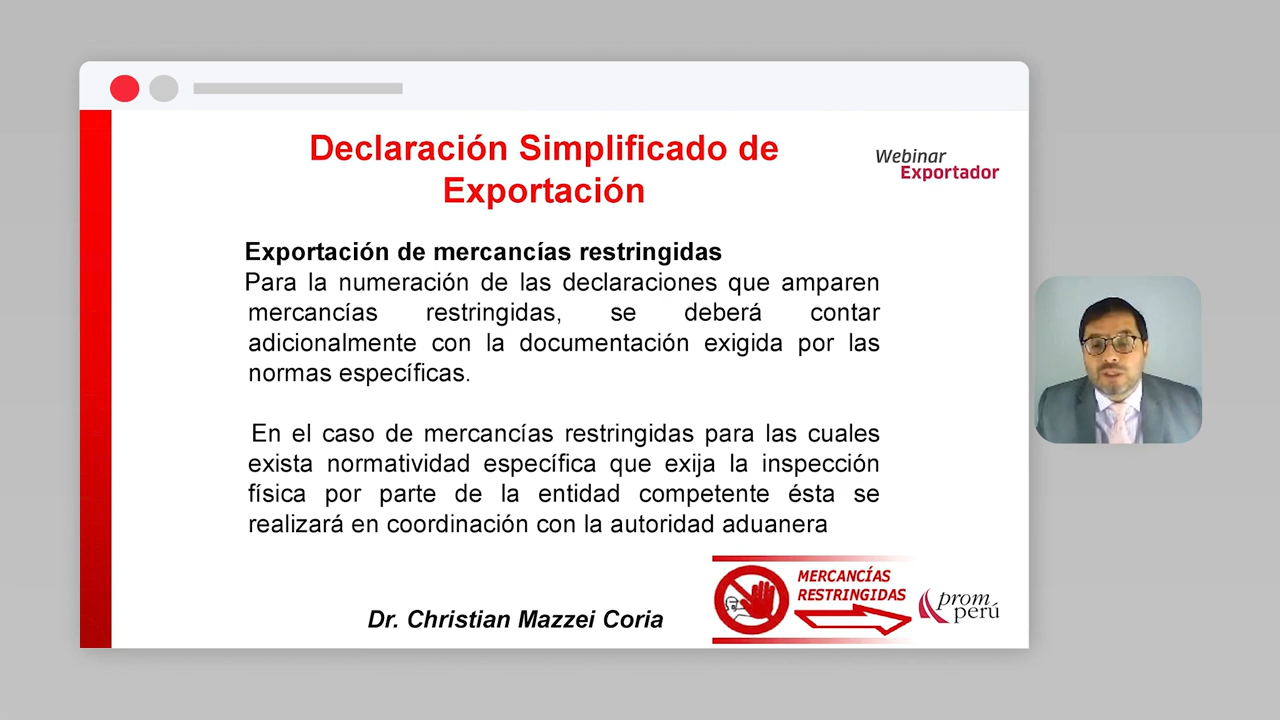 Declaración Simplificado de
Exportación
Webinar
Exportador
Exportación de mercancías restringidas
Para la numeración de las declaraciones que amparen
mercancías restringidas, se deberá contar
adicionalmente con la documentación exigida por las
normas específicas.
En el caso de mercancías restringidas para las cuales
exista normatividad específica que exija la inspección
física por parte de la entidad competente ésta se
realizará en coordinación con la autoridad aduanera
MERCANCÍAS
RESTRINGIDAS
Dr. Christian Mazzei Coria
prom
perú